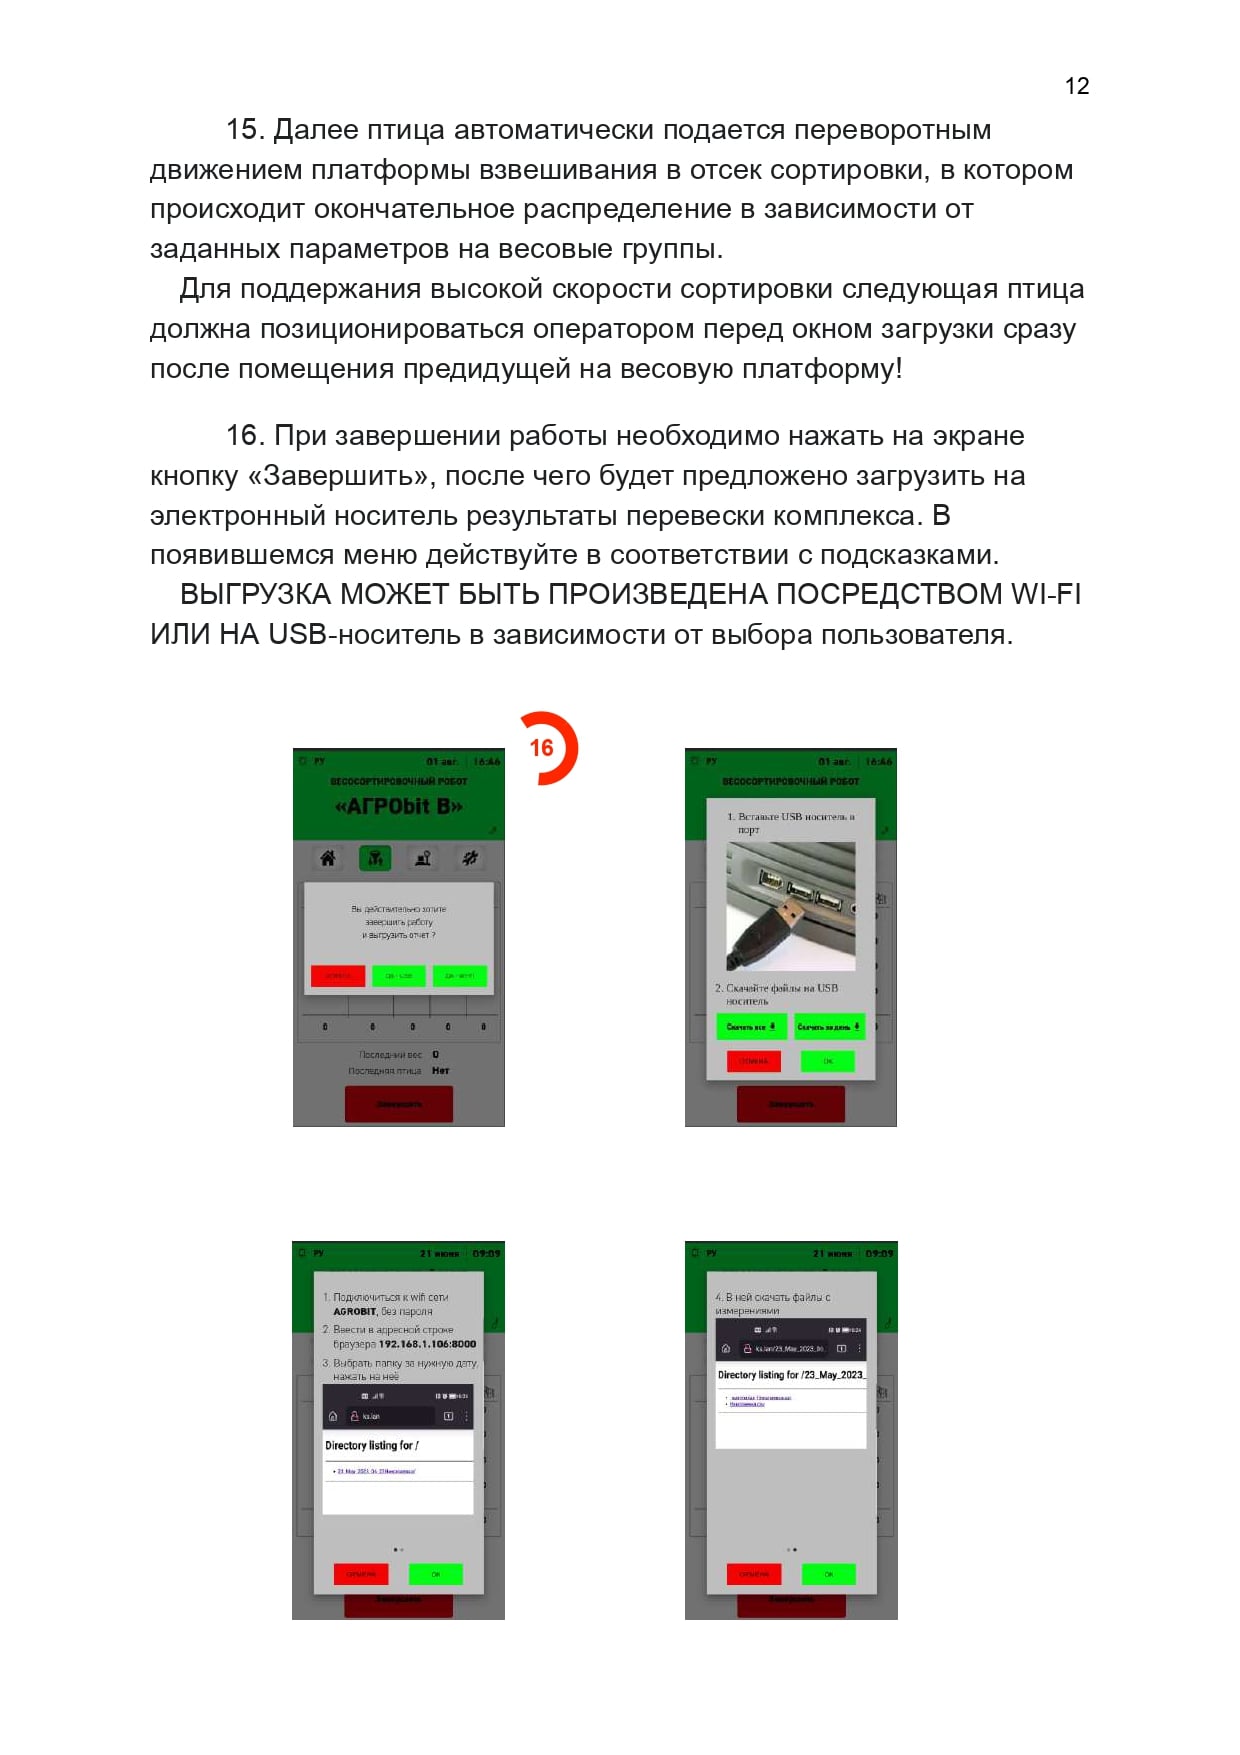 12
15. Далее птица автоматически подается переворотным
движением платформы взвешивания в отсек сортировки, в котором
происходит окончательное распределение в зависимости от
заданных параметров на весовые группы.
Для поддержания высокой скорости сортировки следующая птица
должна позиционироваться оператором перед окном загрузки сразу
после помещения предидущей на весовую платформу!
16. При завершении работы необходимо нажать на экране
кнопку «Завершить», после чего будет предложено загрузить на
электронный носитель результаты перевески комплекса. В
появившемся меню действуйте в соответствии с подсказками.
ВЫГРУЗКА МОЖЕТ БЫТЬ ПРОИЗВЕДЕНА ПОСРЕДСТВОМ WI-FI
ИЛИ НА USB-носитель в зависимости от выбора пользователя.
16
РУ 01 авг. 16:46
ВЕСОСОРТИРОВОЧНЫЙ РОБОТ
«АГРОbit В»
Вы действительно хотите
завершить работу
и выгрузить отчет ?
0 0 0 0 0
Последний вес 0
Последняя птица Нет
Завершить
РУ 01 авг. 16:46
ВЕСОСОРТИРОВОЧНЫЙ РОБОТ
1. Вставьте USB носитель в
порт
2. Скачайте файлы на USB
носитель
Скачать все Скачать за день
ОТМЕНА ОК
Завершить
РУ 21 июня 09:09
1. Подключиться к wifi сети
AGROBIT, без пароля
2. Ввести в адресной строке
браузера 192.168.1.106:8000
3. Выбрать папку за нужную дату,
нажать на неё
ks.lan
Directory listing for /
ОТМЕНА ОК
Завершить
РУ 21 июня 09:09
4. В ней скачать файлы с
измерениями
ks.lan/23_May_2023_06
Directory listing for /23_May_2023_
ОТМЕНА ОК
Завершить